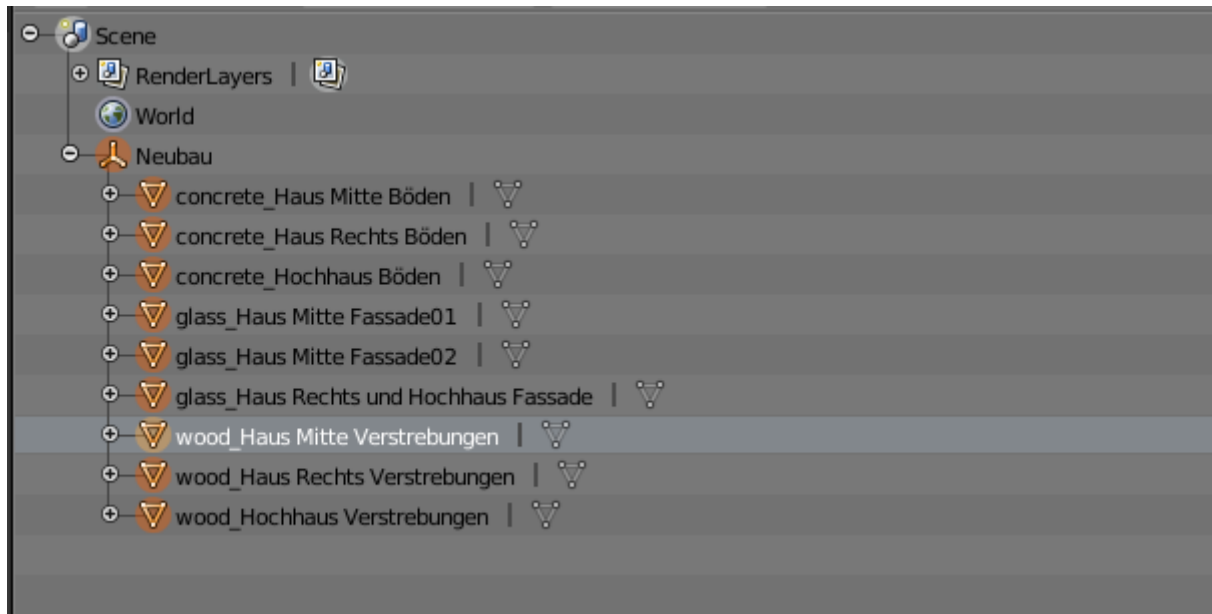 Scene
RenderLayers |
World
Neubau
concrete_Haus Mitte Böden |
concrete_Haus Rechts Böden |
concrete_Hochhaus Böden |
glass_Haus Mitte Fassade01 |
glass_Haus Mitte Fassade02 |
glass_Haus Rechts und Hochhaus Fassade |
wood_Haus Mitte Verstrebungen |
wood_Haus Rechts Verstrebungen |
wood_Hochhaus Verstrebungen |